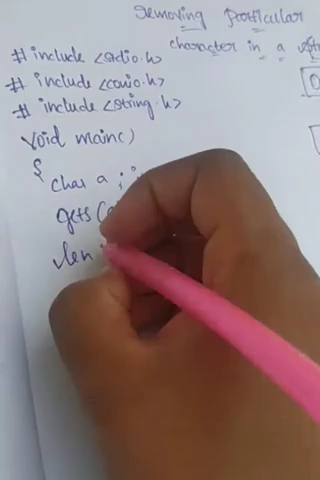 removing particular
character in a
# include <stdio.h>
# include <conio.h>
# include <string.h>
void main()
{
char a ;
gets(
len